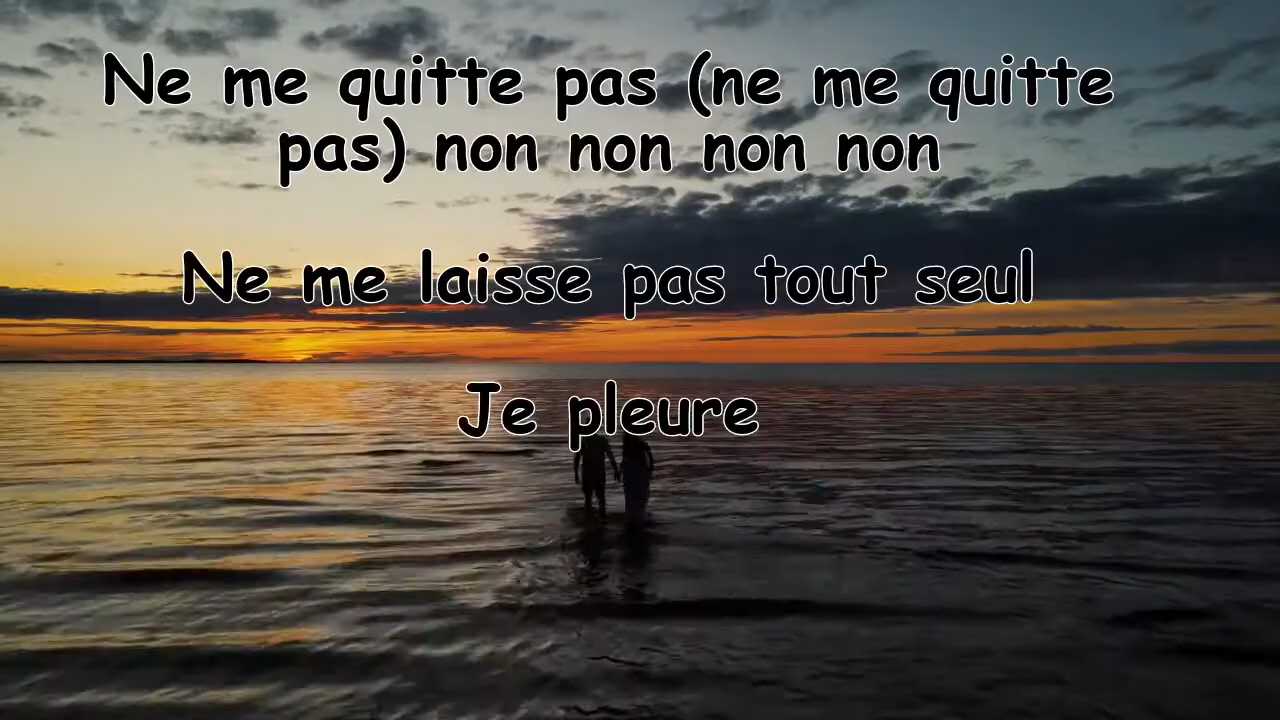 Ne me quitte pas (ne me quitte
pas) non non non non
Ne me laisse pas tout seul
Je pleure